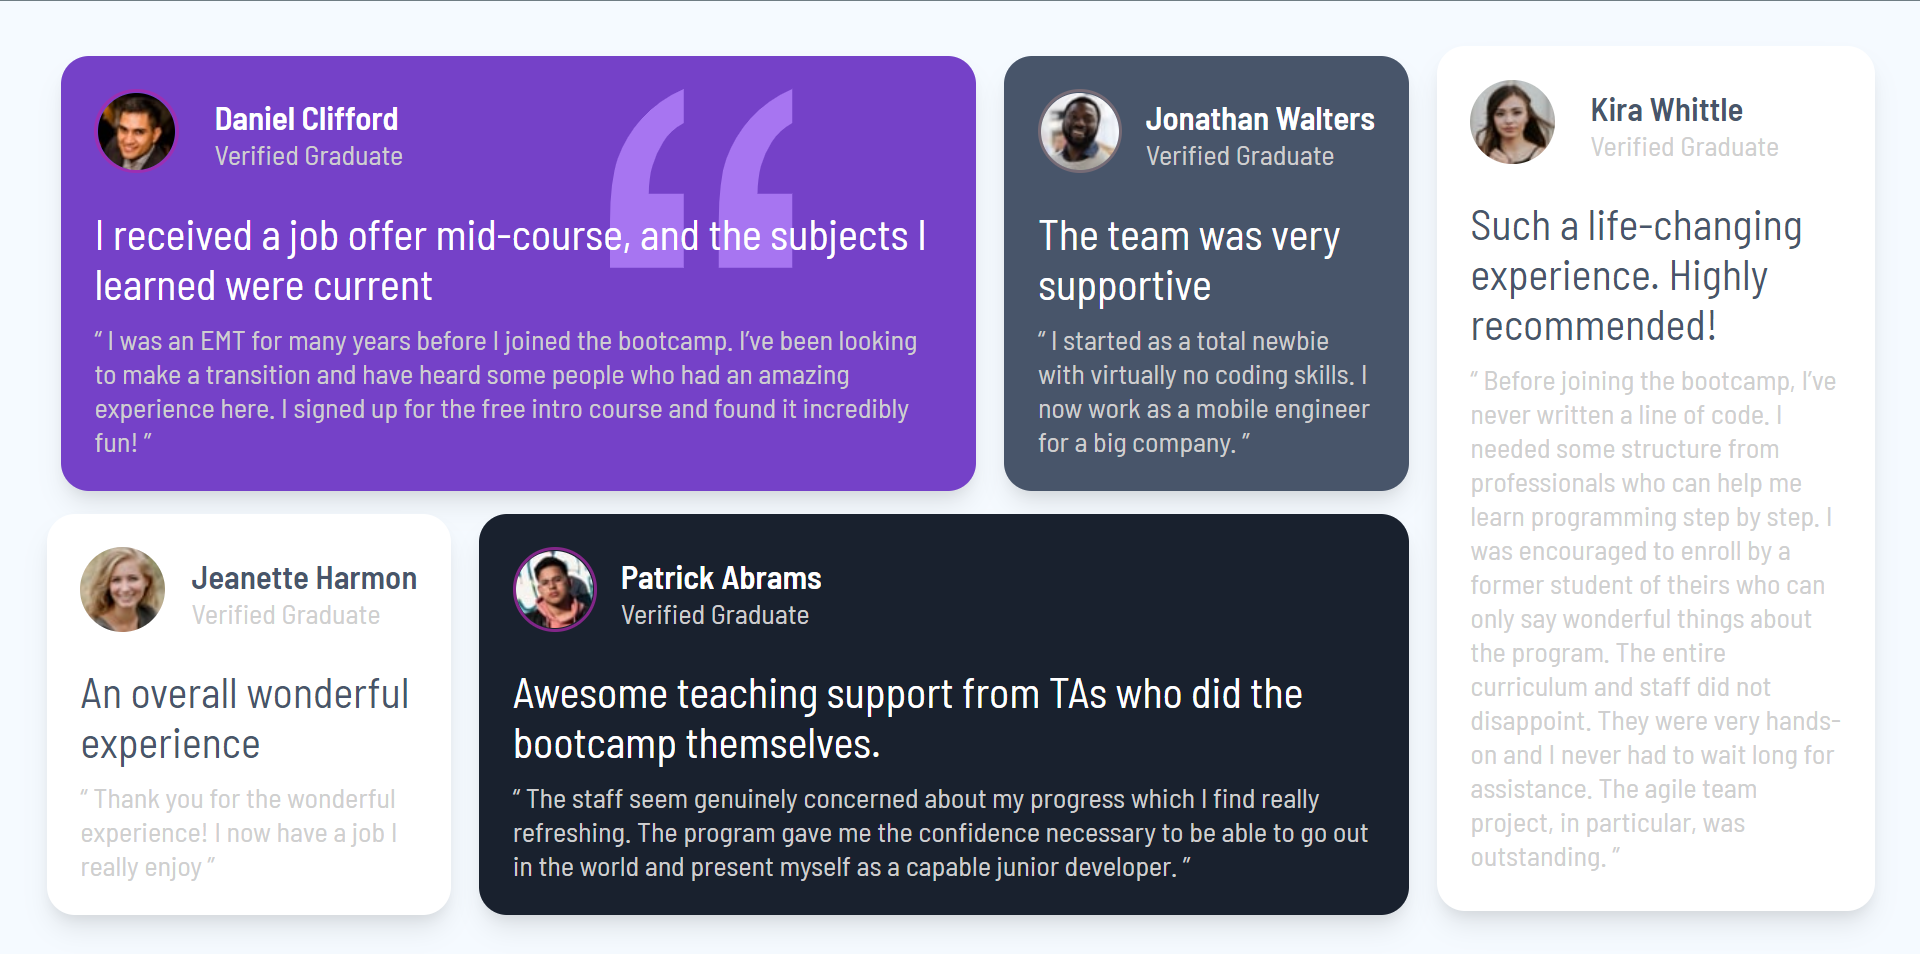 Daniel Clifford
Verified Graduate
I received a job offer mid-course, and the subjects I
learned were current
“ I was an EMT for many years before I joined the bootcamp. I’ve been looking
to make a transition and have heard some people who had an amazing
experience here. I signed up for the free intro course and found it incredibly
fun! ”
Jonathan Walters
Verified Graduate
The team was very
supportive
“ I started as a total newbie
with virtually no coding skills. I
now work as a mobile engineer
for a big company. ”
Kira Whittle
Verified Graduate
Such a life-changing
experience. Highly
recommended!
“ Before joining the bootcamp, I’ve
never written a line of code. I
needed some structure from
professionals who can help me
learn programming step by step. I
was encouraged to enroll by a
former student of theirs who can
only say wonderful things about
the program. The entire
curriculum and staff did not
disappoint. They were very hands-
on and I never had to wait long for
assistance. The agile team
project, in particular, was
outstanding. ”
Jeanette Harmon
Verified Graduate
An overall wonderful
experience
“ Thank you for the wonderful
experience! I now have a job I
really enjoy ”
Patrick Abrams
Verified Graduate
Awesome teaching support from TAs who did the
bootcamp themselves.
“ The staff seem genuinely concerned about my progress which I find really
refreshing. The program gave me the confidence necessary to be able to go out
in the world and present myself as a capable junior developer. ”